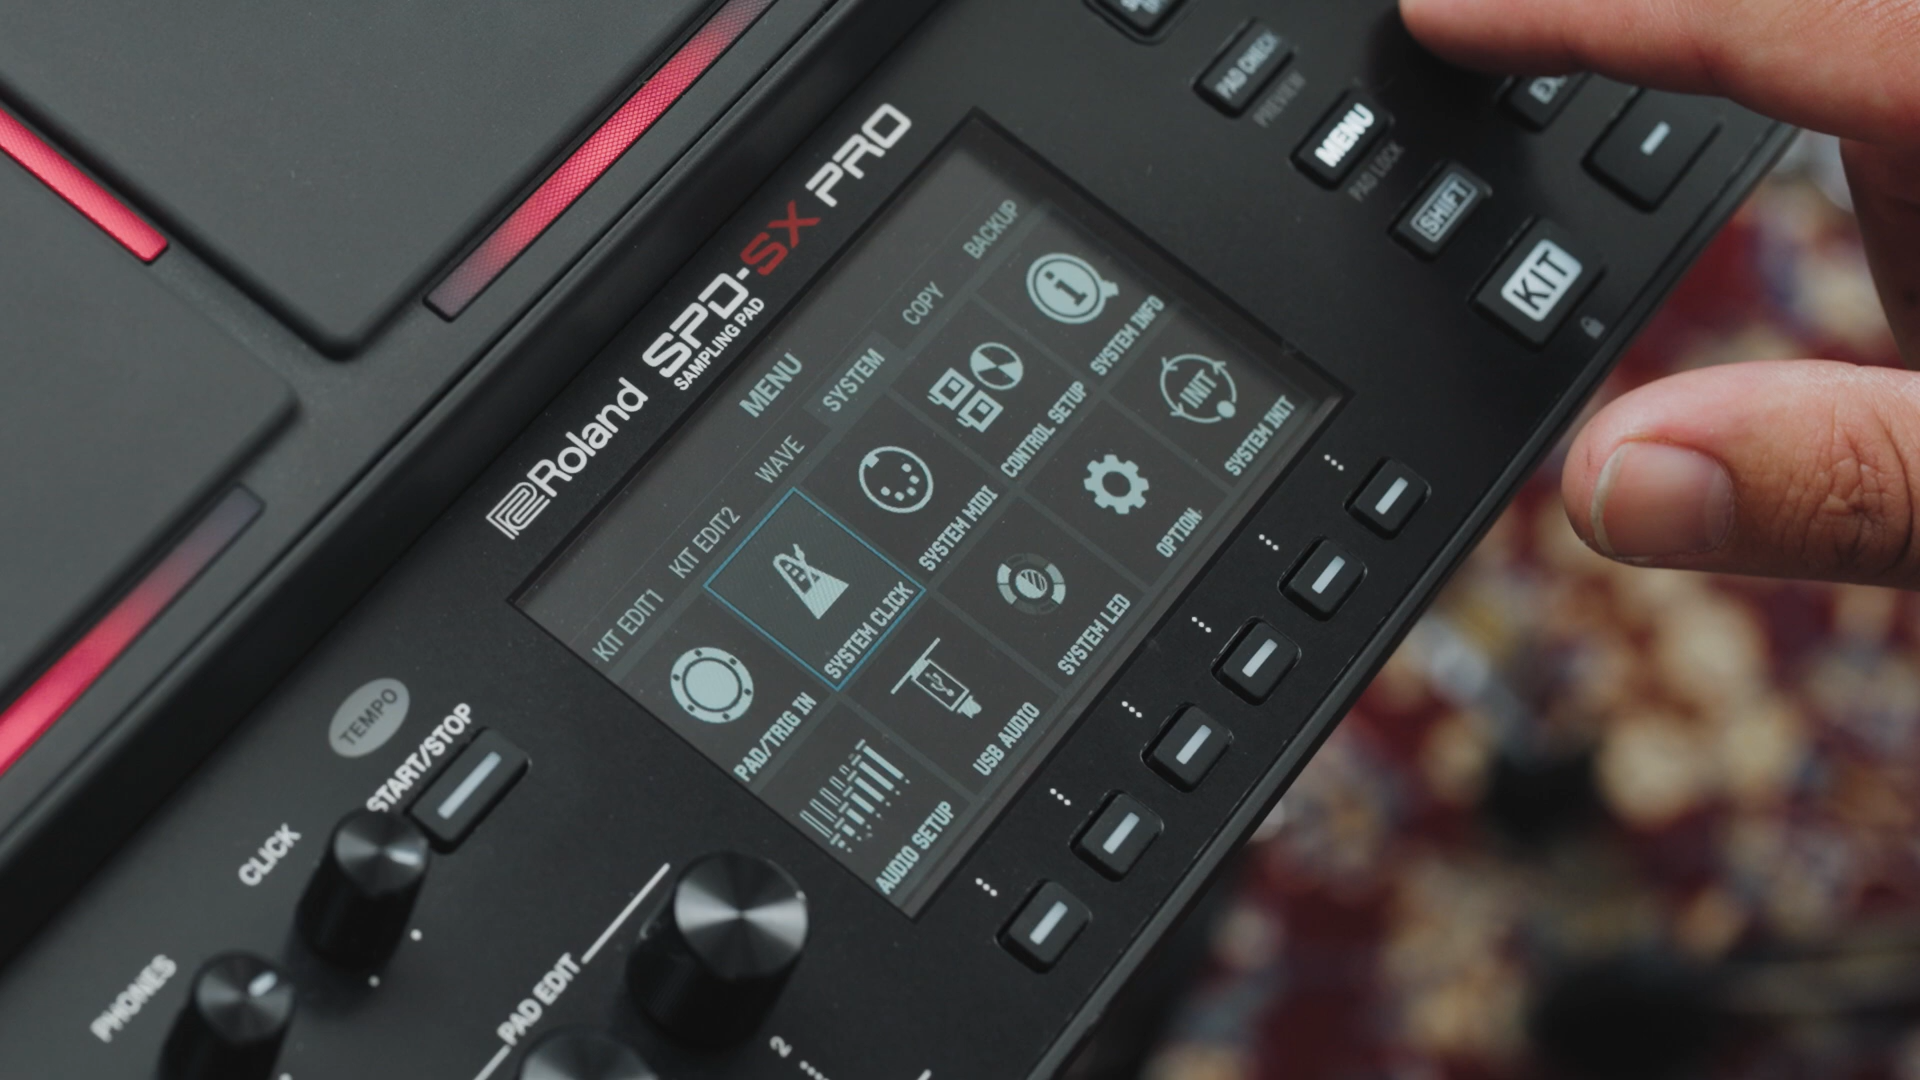 PAD CHECK
PREVIEW
MENU
PAD LOCK
SHIFT
KIT
Roland SPD-SX PRO
SAMPLING PAD
MENU
KIT EDIT1 KIT EDIT2 WAVE SYSTEM COPY BACKUP
PAD/TRIG IN SYSTEM CLICK SYSTEM MIDI CONTROL SETUP SYSTEM INFO
AUDIO SETUP USB AUDIO SYSTEM LED OPTION SYSTEM INIT
i
INIT
TEMPO
START/STOP
CLICK
PHONES
PAD EDIT
2